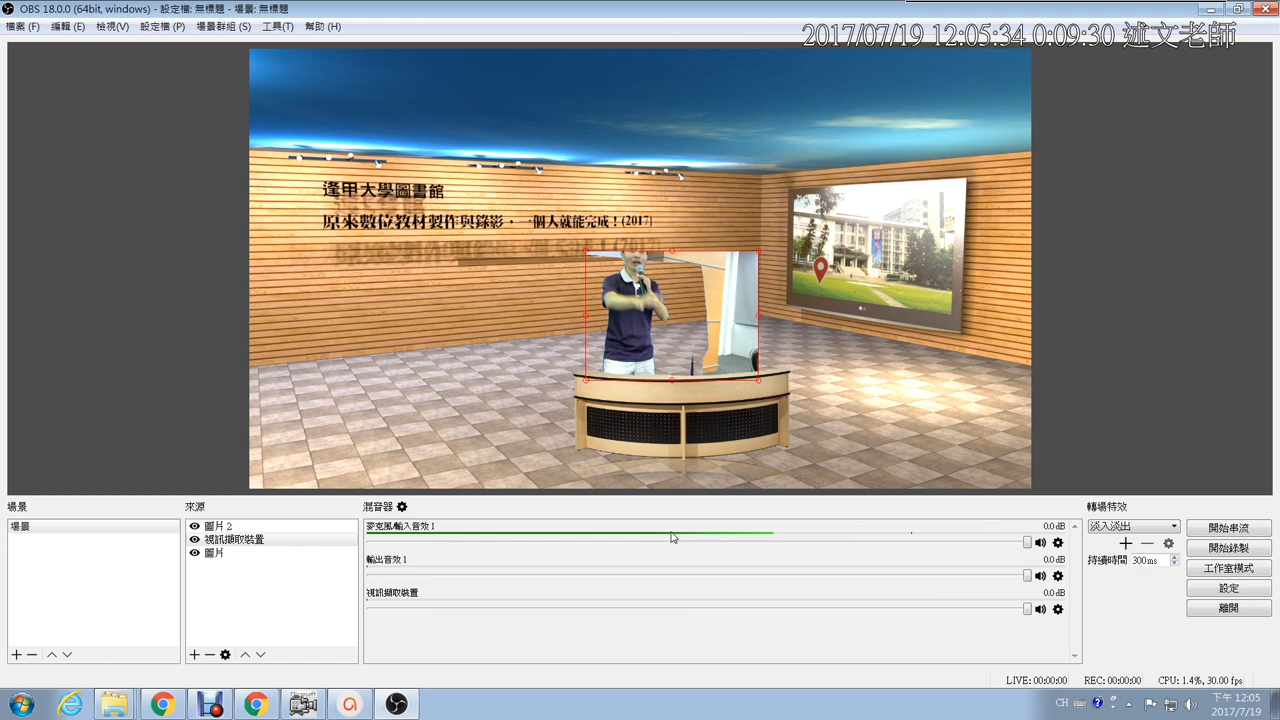 OBS 18.0.0 (64bit, windows) - 設定檔: 無標題 - 場景: 無標題
檔案 (F) 編輯 (E) 檢視(V) 設定檔 (P) 場景群組 (S) 工具(T) 幫助 (H)
2017/07/19 12:05:34 0:09:30 述文老師
逢甲大學圖書館
原來數位教材製作與錄影，一個人就能完成！(2017)
場景
場景
來源
圖片 2
視訊擷取裝置
圖片
混音器
麥克風/輸入音效 1 0.0 dB
輸出音效 1 0.0 dB
視訊擷取裝置 0.0 dB
轉場特效
淡入淡出
持續時間 300ms
開始串流
開始錄製
工作室模式
設定
離開
LIVE: 00:00:00 REC: 00:00:00 CPU: 1.4%, 30.00 fps
CH
下午 12:05
2017/7/19